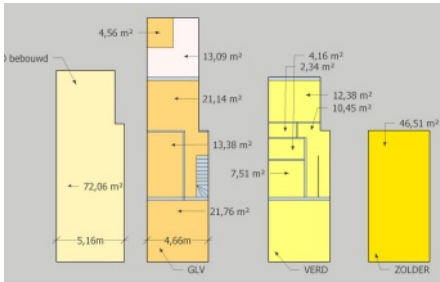 O bebouwd
72,06 m²
5,16m
4,56 m²
13,09 m²
21,14 m²
13,38 m²
21,76 m²
4,66m
GLV
4,16 m²
2,34 m²
12,38 m²
10,45 m²
7,51 m²
VERD
46,51 m²
ZOLDER